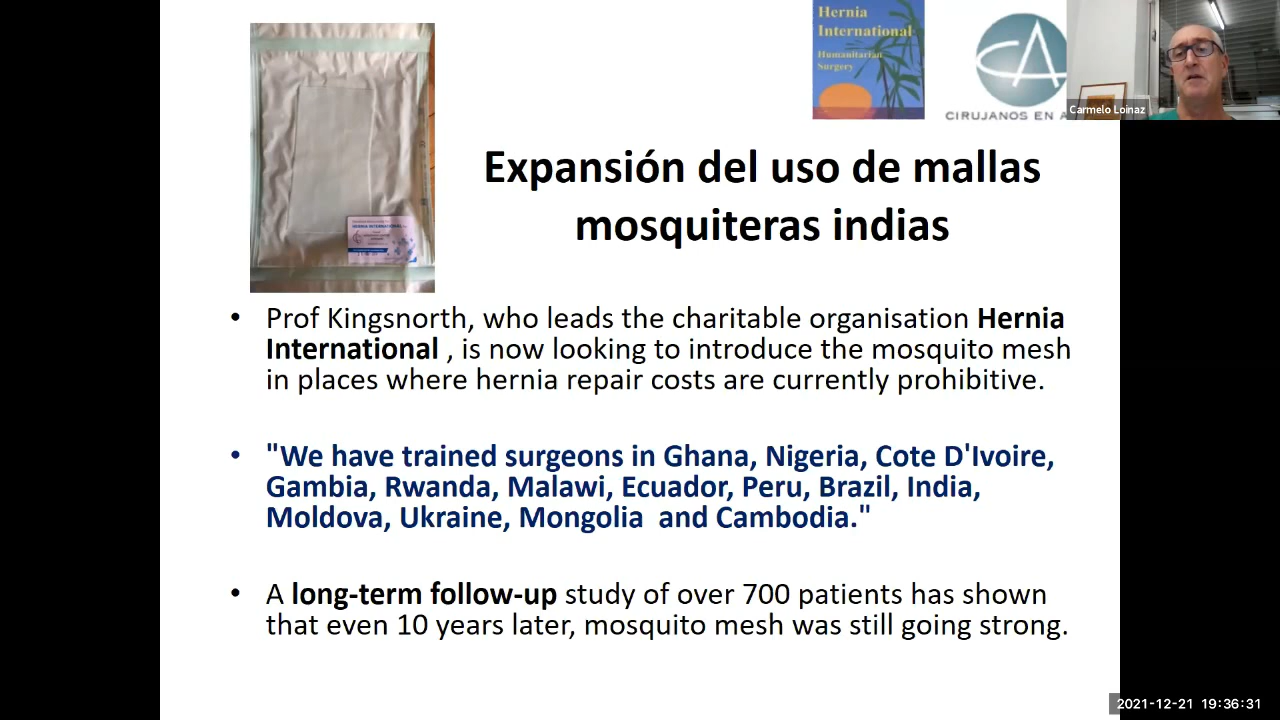 Hernia
International
Humanitarian
Surgery
CA
CIRUJANOS EN A
Carmelo Loinaz
HERNIA INTERNATIONAL
Expansión del uso de mallas
mosquiteras indias
• Prof Kingsnorth, who leads the charitable organisation Hernia
International , is now looking to introduce the mosquito mesh
in places where hernia repair costs are currently prohibitive.
• "We have trained surgeons in Ghana, Nigeria, Cote D'Ivoire,
Gambia, Rwanda, Malawi, Ecuador, Peru, Brazil, India,
Moldova, Ukraine, Mongolia and Cambodia."
• A long-term follow-up study of over 700 patients has shown
that even 10 years later, mosquito mesh was still going strong.
2021-12-21 19:36:31